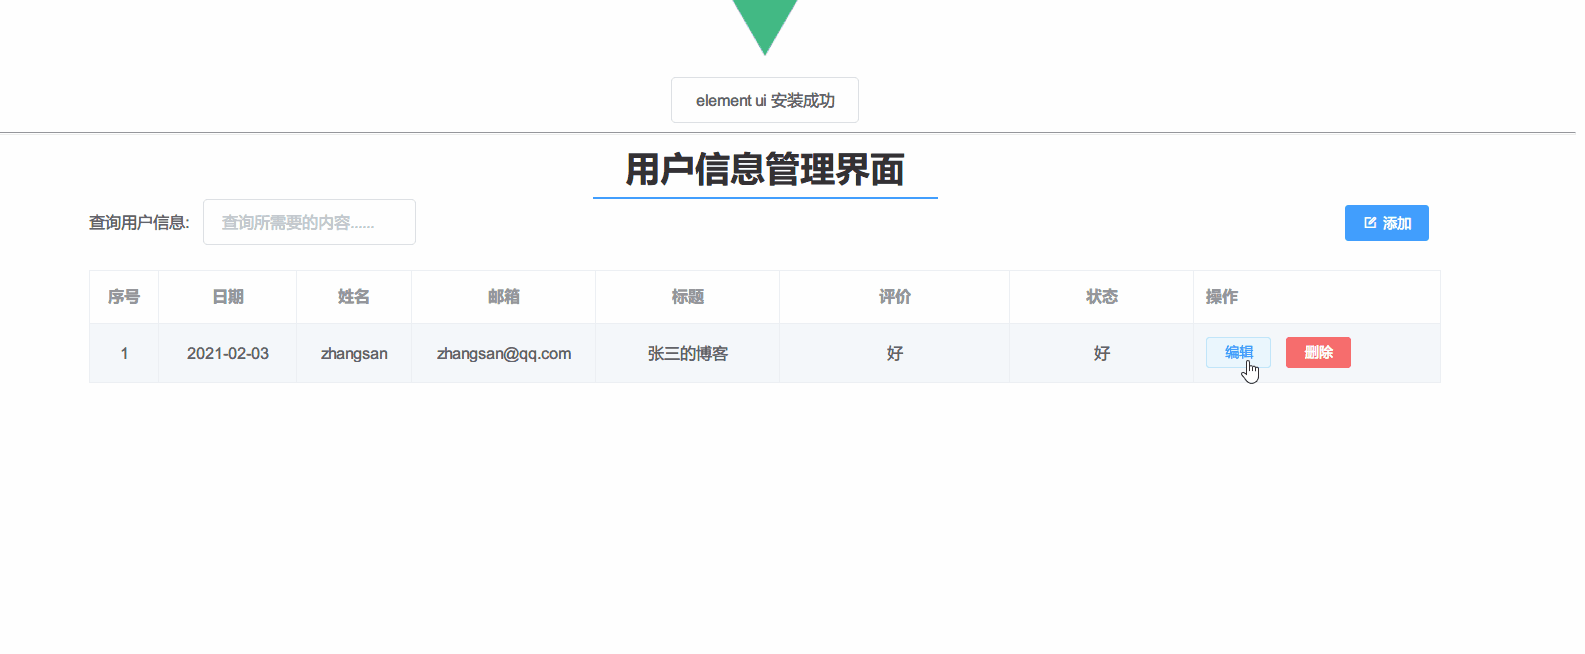 element ui 安装成功
用户信息管理界面
查询用户信息: 查询所需要的内容...... 添加
序号 日期 姓名 邮箱 标题 评价 状态 操作
1 2021-02-03 zhangsan zhangsan@qq.com 张三的博客 好 好 编辑 删除